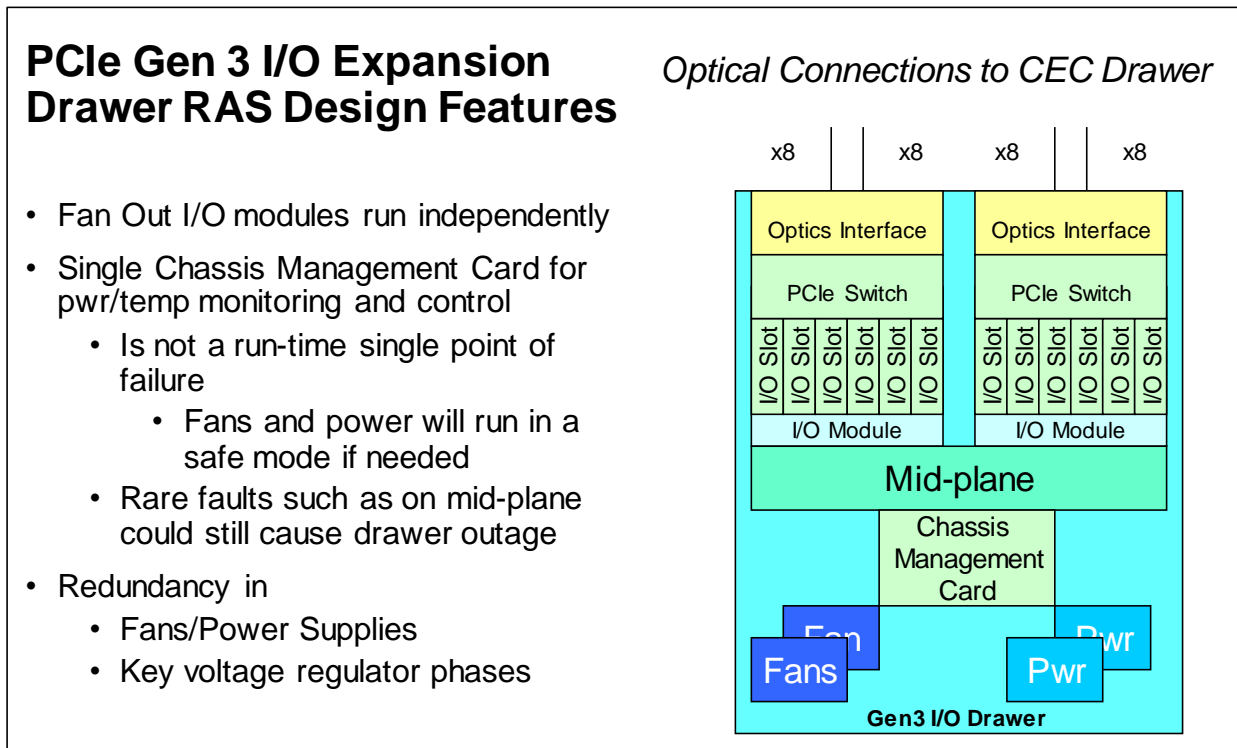 PCIe Gen 3 I/O Expansion
Drawer RAS Design Features
• Fan Out I/O modules run independently
• Single Chassis Management Card for
pwr/temp monitoring and control
• Is not a run-time single point of
failure
• Fans and power will run in a
safe mode if needed
• Rare faults such as on mid-plane
could still cause drawer outage
• Redundancy in
• Fans/Power Supplies
• Key voltage regulator phases
Optical Connections to CEC Drawer
x8 x8 x8 x8
Optics Interface Optics Interface
PCIe Switch PCIe Switch
I/O Slot I/O Slot I/O Slot I/O Slot I/O Slot I/O Slot I/O Slot I/O Slot I/O Slot I/O Slot I/O Slot I/O Slot
I/O Module I/O Module
Mid-plane
Chassis
Management
Card
Fan Pwr
Fans Pwr
Gen3 I/O Drawer